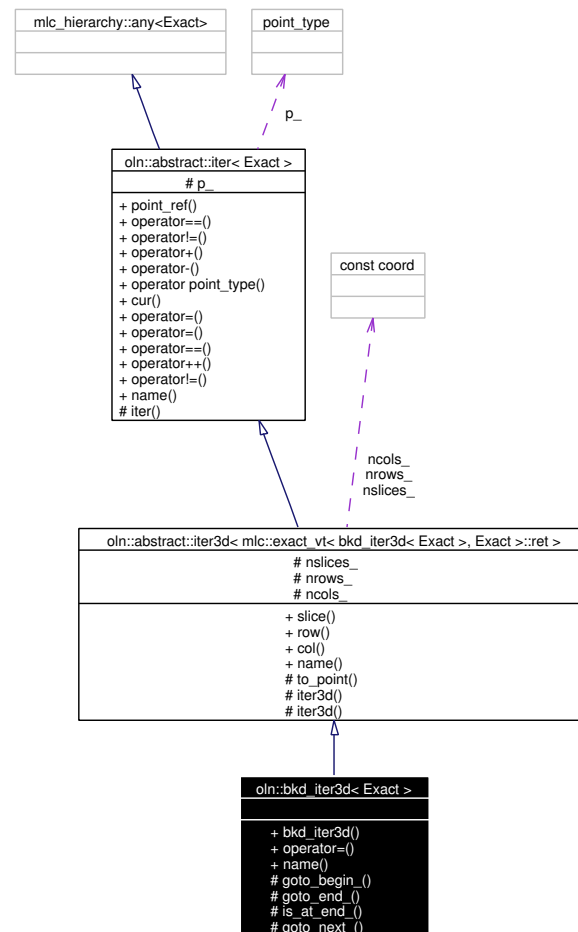 mlc_hierarchy::any<Exact>
point_type
p_
oln::abstract::iter< Exact >
# p_
+ point_ref()
+ operator==()
+ operator!=()
+ operator+()
+ operator-()
+ operator point_type()
+ cur()
+ operator=()
+ operator=()
+ operator==()
+ operator++()
+ operator!=()
+ name()
# iter()
const coord
ncols_
nrows_
nslices_
oln::abstract::iter3d< mlc::exact_vt< bkd_iter3d< Exact >, Exact >::ret >
# nslices_
# nrows_
# ncols_
+ slice()
+ row()
+ col()
+ name()
# to_point()
# iter3d()
# iter3d()
oln::bkd_iter3d< Exact >
+ bkd_iter3d()
+ operator=()
+ name()
# goto_begin_()
# goto_end_()
# is_at_end_()
# goto_next_()